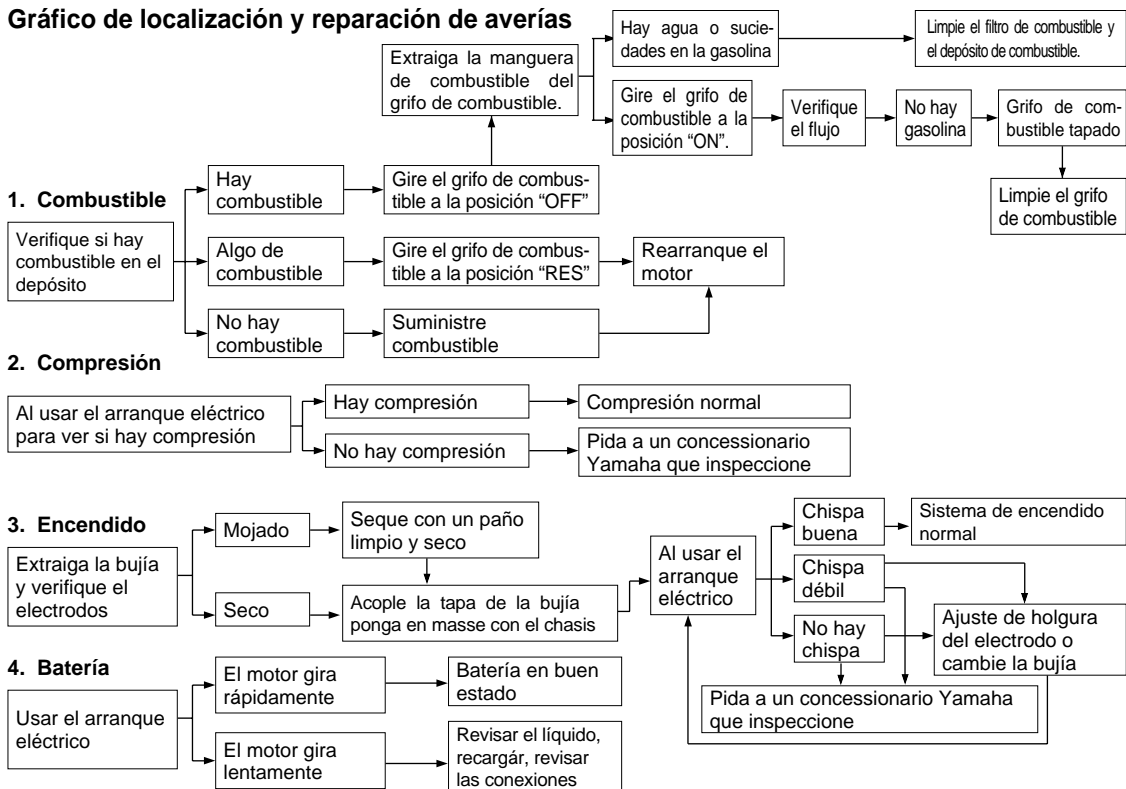 Gráfico de localización y reparación de averías
Extraiga la manguera
de combustible del
grifo de combustible.
Hay agua o sucie-
dades en la gasolina
Limpie el filtro de combustible y
el depósito de combustible.
Gire el grifo de
combustible a la
posición “ON”.
Verifique
el flujo
No hay
gasolina
Grifo de com-
bustible tapado
Limpie el grifo
de combustible
1. Combustible
Verifique si hay
combustible en el
depósito
Hay
combustible
Gire el grifo de combus-
tible a la posición “OFF”
Algo de
combustible
Gire el grifo de combus-
tible a la posición “RES”
Rearranque el
motor
No hay
combustible
Suministre
combustible
2. Compresión
Al usar el arranque eléctrico
para ver si hay compresión
Hay compresión
Compresión normal
No hay compresión
Pida a un concessionario
Yamaha que inspeccione
3. Encendido
Extraiga la bujía
y verifique el
electrodos
Mojado
Seque con un paño
limpio y seco
Seco
Acople la tapa de la bujía
ponga en masse con el chasis
Al usar el
arranque
eléctrico
Chispa
buena
Sistema de encendido
normal
Chispa
débil
No hay
chispa
Ajuste de holgura
del electrodo o
cambie la bujía
Pida a un concessionario Yamaha
que inspeccione
4. Batería
Usar el arranque
eléctrico
El motor gira
rápidamente
Batería en buen
estado
El motor gira
lentamente
Revisar el líquido,
recargár, revisar
las conexiones